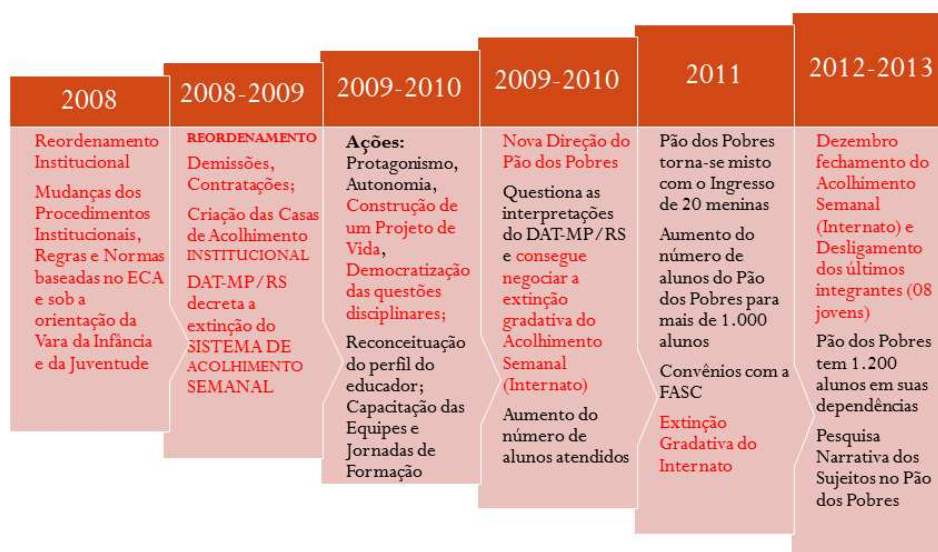 2008
Reordenamento
Institucional
Mudanças dos
Procedimentos
Institucionais,
Regras e Normas
baseadas no ECA
e sob a
orientação da
Vara da Infância
e da Juventude
2008-2009
REORDENAMENTO
Demissões,
Contratações;
Criação das Casas
de Acolhimento
INSTITUCIONAL
DAT-MP/RS
decreta a
extinção do
SISTEMA DE
ACOLHIMENTO
SEMANAL
2009-2010
Ações:
Protagonismo,
Autonomia,
Construção de
um Projeto de
Vida,
Democratização
das questões
disciplinares;
Reconceituação
do perfil do
educador;
Capacitação das
Equipes e
Jornadas de
Formação
2009-2010
Nova Direção do
Pão dos Pobres
Questiona as
interpretações
do DAT-MP/RS
e consegue
negociar a
extinção
gradativa do
Acolhimento
Semanal
(Internato)
Aumento do
número de
alunos atendidos
2011
Pão dos Pobres
torna-se misto
com o Ingresso
de 20 meninas
Aumento do
número de
alunos do Pão
dos Pobres para
mais de 1.000
alunos
Convênios com a
FASC
Extinção
Gradativa do
Internato
2012-2013
Dezembro
fechamento do
Acolhimento
Semanal
(Internato) e
Desligamento
dos últimos
integrantes (08
jovens)
Pão dos Pobres
tem 1.200
alunos em suas
dependências
Pesquisa
Narrativa dos
Sujeitos no Pão
dos Pobres